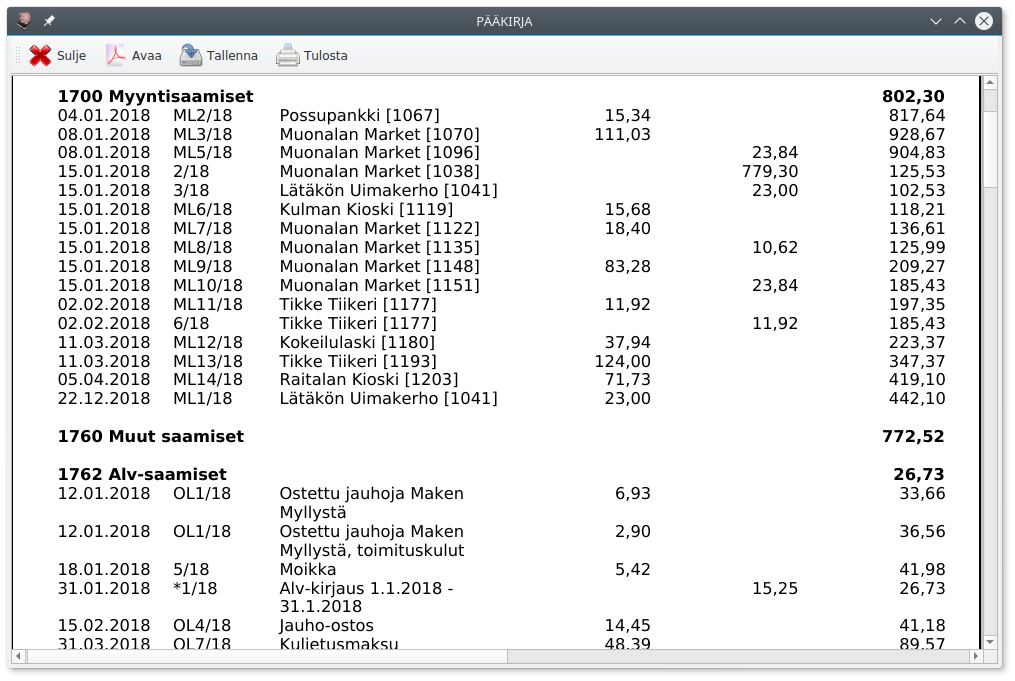 PÄÄKIRJA
Sulje Avaa Tallenna Tulosta
1700 Myyntisaamiset 802,30
04.01.2018 ML2/18 Possupankki [1067] 15,34 817,64
08.01.2018 ML3/18 Muonalan Market [1070] 111,03 928,67
08.01.2018 ML5/18 Muonalan Market [1096] 23,84 904,83
15.01.2018 2/18 Muonalan Market [1038] 779,30 125,53
15.01.2018 3/18 Lätäkön Uimakerho [1041] 23,00 102,53
15.01.2018 ML6/18 Kulman Kioski [1119] 15,68 118,21
15.01.2018 ML7/18 Muonalan Market [1122] 18,40 136,61
15.01.2018 ML8/18 Muonalan Market [1135] 10,62 125,99
15.01.2018 ML9/18 Muonalan Market [1148] 83,28 209,27
15.01.2018 ML10/18 Muonalan Market [1151] 23,84 185,43
02.02.2018 ML11/18 Tikke Tiikeri [1177] 11,92 197,35
02.02.2018 6/18 Tikke Tiikeri [1177] 11,92 185,43
11.03.2018 ML12/18 Kokeilulaski [1180] 37,94 223,37
11.03.2018 ML13/18 Tikke Tiikeri [1193] 124,00 347,37
05.04.2018 ML14/18 Raitalan Kioski [1203] 71,73 419,10
22.12.2018 ML1/18 Lätäkön Uimakerho [1041] 23,00 442,10
1760 Muut saamiset 772,52
1762 Alv-saamiset 26,73
12.01.2018 OL1/18 Ostettu jauhoja Maken 6,93 33,66
Myllystä
12.01.2018 OL1/18 Ostettu jauhoja Maken 2,90 36,56
Myllystä, toimituskulut
18.01.2018 5/18 Moikka 5,42 41,98
31.01.2018 *1/18 Alv-kirjaus 1.1.2018 - 15,25 26,73
31.1.2018
15.02.2018 OL4/18 Jauho-ostos 14,45 41,18
31.03.2018 OL7/18 Kuljetusmaksu 48,39 89,57